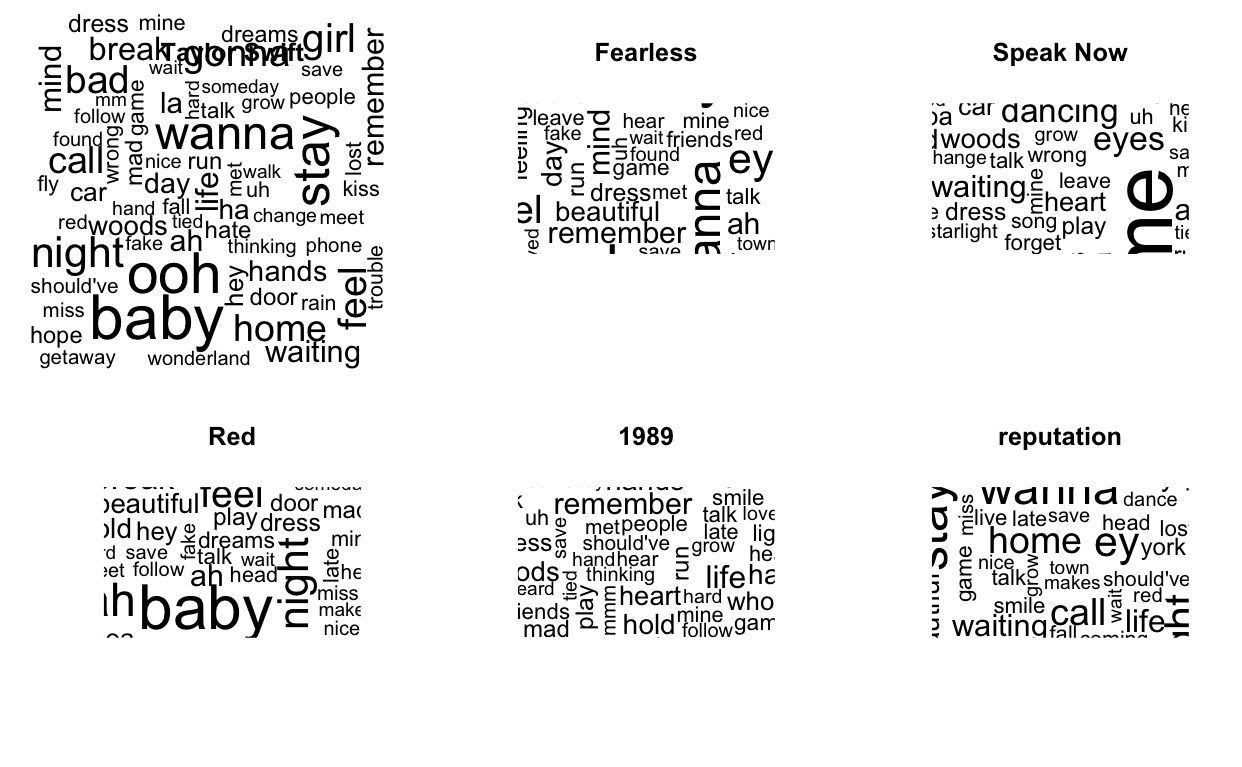 dress mine
dreams girl
break Taylor Swift gonna
mind bad wait save remember
mm game hard someday
follow la talk grow people
found wrong mad wanna stay lost
call nice run met walk
fly car day life uh kiss
hand fall ha change meet
red woods tied hate
night fake ah thinking phone
should've ooh hey hands feel trouble
miss baby door rain
hope home
getaway wonderland waiting
Fearless
leave mind hear mine nice
fake day uh wait friends red
run found ey
game
dress met talk
beautiful
remember ah
save town
Speak Now
car dancing uh
woods grow eyes
talk wrong
waiting mine leave
dress heart
starlight song play
forget
Red
feel door
beautiful play dress
hey fake dreams
save talk wait night late
follow ah head
baby miss
nice
1989
hands
remember smile
uh save met people talk love
should've late
hand hear run grow
thinking
tied play life
mmm heart hard
mine
mad hold follow
reputation
stay miss wanna dance
live late save head
game home ey york
nice talk grow town
makes should've
smile call wait red
waiting life
fall coming